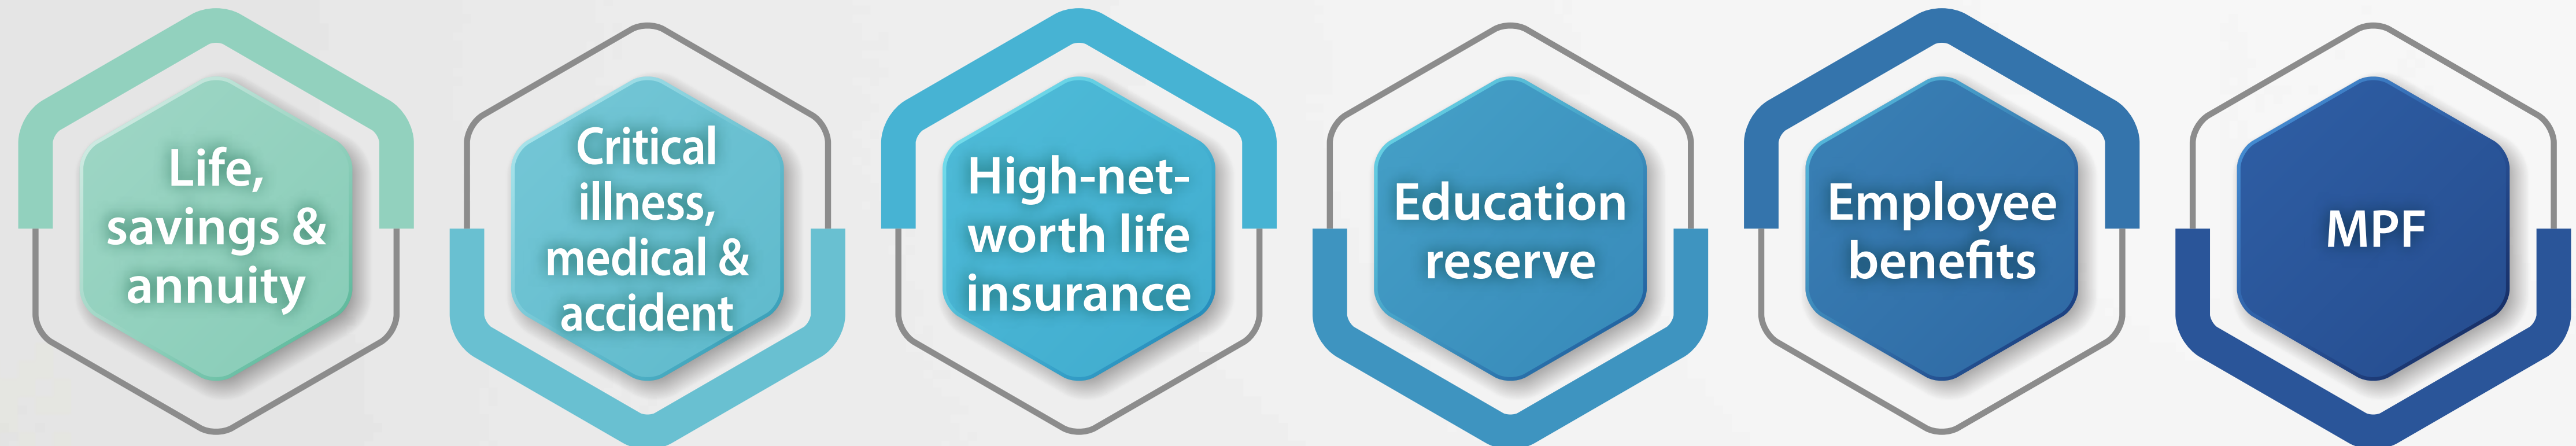 Life,
savings &
annuity
Critical
illness,
medical &
accident
High-net-
worth life
insurance
Education
reserve
Employee
benefits
MPF